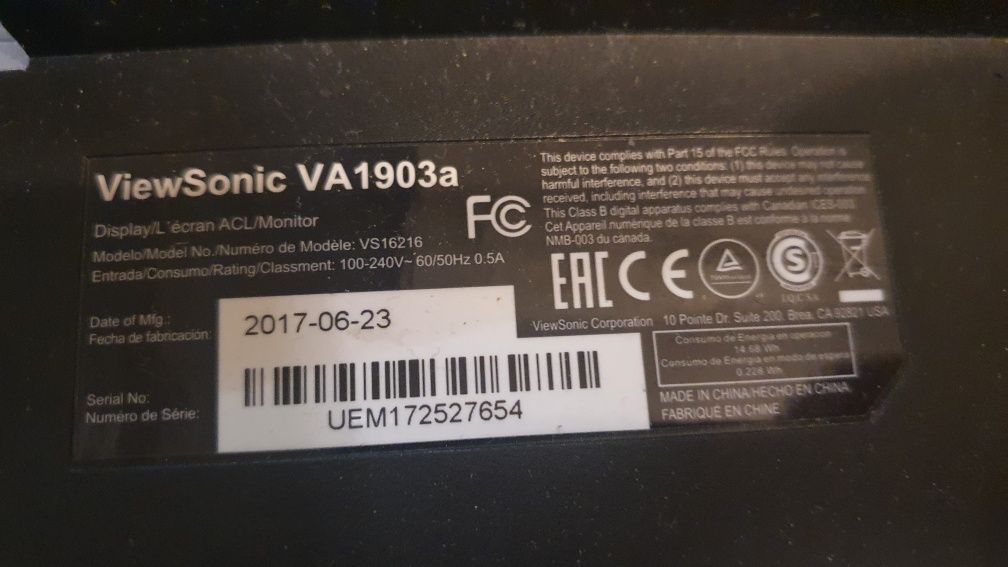 ViewSonic VA1903a
Display/L'écran ACL/Monitor
Modelo/Model No./Numéro de Modèle: VS16216
Entrada/Consumo/Rating/Classment: 100-240V~ 60/50Hz 0.5A
FC
This device complies with Part 15 of the FCC Rules. Operation is
subject to the following two conditions: (1) this device may not cause
harmful interference, and (2) this device must accept any interference
received, including interference that may cause undesired operation.
This Class B digital apparatus complies with Canadian ICES-003.
Cet Appareil numérique de la classe B est conforme à la norme
NMB-003 du canada.
EAC CE
S
I.Q.C. S.A
Date of Mfg.:
Fecha de fabricación:
2017-06-23
ViewSonic Corporation 10 Pointe Dr. Suite 200, Brea, CA 92821 USA
Consumo de Energía en operación
14.68 Wh
Consumo de Energía en modo de espera
0.228 Wh
Serial No:
Numéro de Série:
UEM172527654
MADE IN CHINA/HECHO EN CHINA
FABRIQUÉ EN CHINE